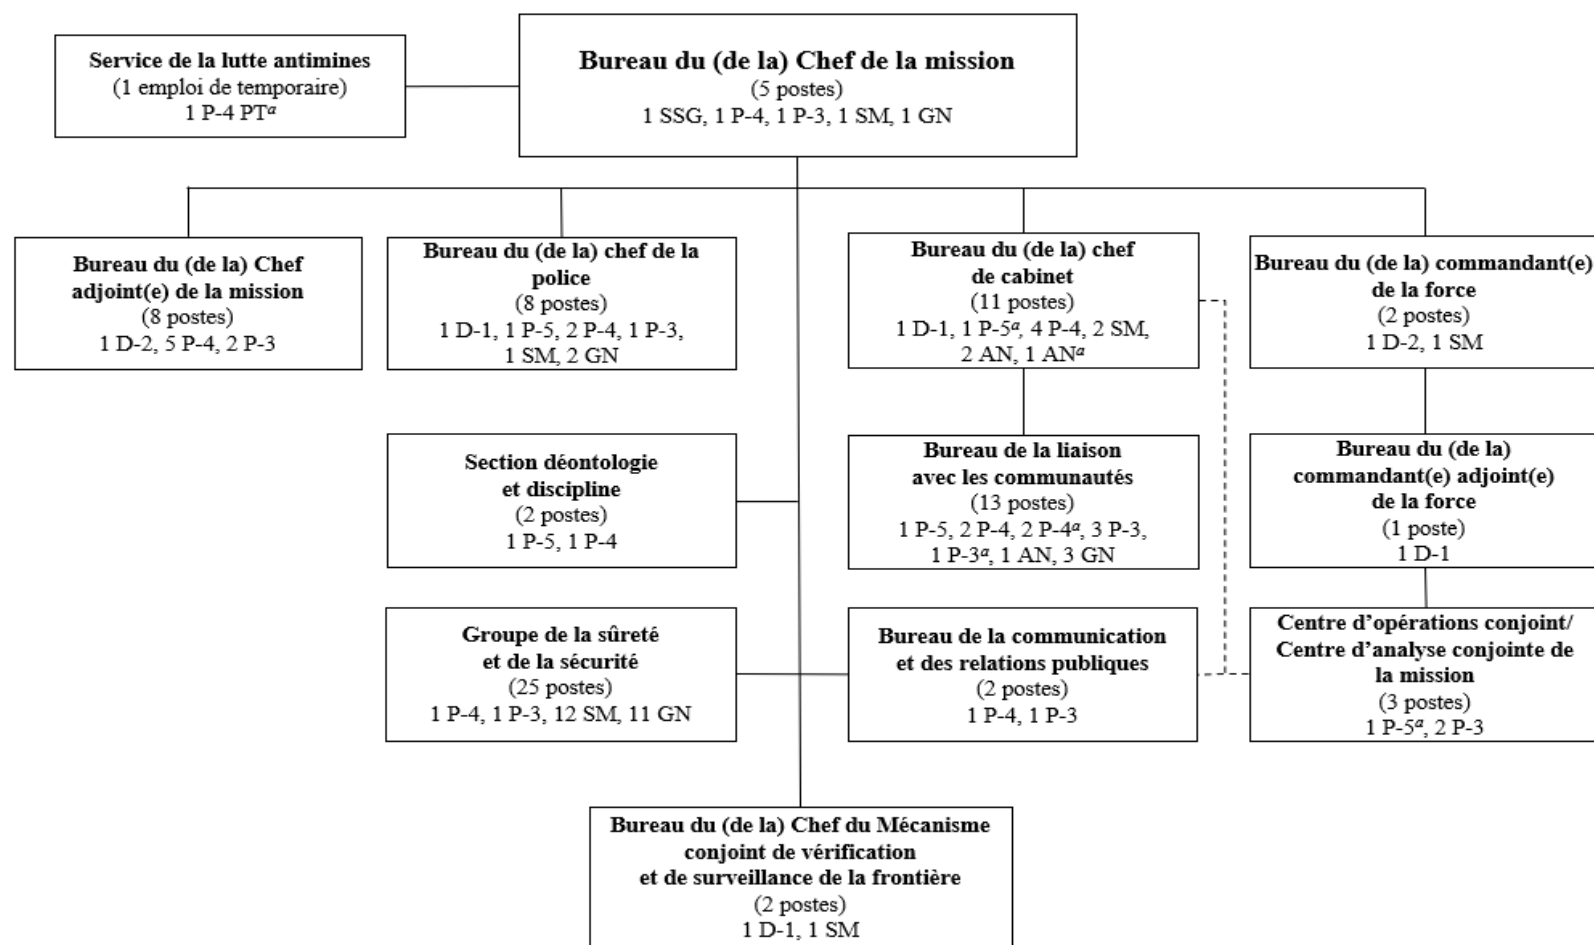 Service de la lutte antimines
(1 emploi de temporaire)
1 P-4 PTª
Bureau du (de la) Chef de la mission
(5 postes)
1 SSG, 1 P-4, 1 P-3, 1 SM, 1 GN
Bureau du (de la) Chef
adjoint(e) de la mission
(8 postes)
1 D-2, 5 P-4, 2 P-3
Bureau du (de la) chef de la
police
(8 postes)
1 D-1, 1 P-5, 2 P-4, 1 P-3,
1 SM, 2 GN
Bureau du (de la) chef
de cabinet
(11 postes)
1 D-1, 1 P-5ª, 4 P-4, 2 SM,
2 AN, 1 ANª
Bureau du (de la) commandant(e)
de la force
(2 postes)
1 D-2, 1 SM
Section déontologie
et discipline
(2 postes)
1 P-5, 1 P-4
Bureau de la liaison
avec les communautés
(13 postes)
1 P-5, 2 P-4, 2 P-4ª, 3 P-3,
1 P-3ª, 1 AN, 3 GN
Bureau du (de la)
commandant(e) adjoint(e)
de la force
(1 poste)
1 D-1
Groupe de la sûreté
et de la sécurité
(25 postes)
1 P-4, 1 P-3, 12 SM, 11 GN
Bureau de la communication
et des relations publiques
(2 postes)
1 P-4, 1 P-3
Centre d’opérations conjoint/
Centre d’analyse conjointe de
la mission
(3 postes)
1 P-5ª, 2 P-3
Bureau du (de la) Chef du Mécanisme
conjoint de vérification
et de surveillance de la frontière
(2 postes)
1 D-1, 1 SM